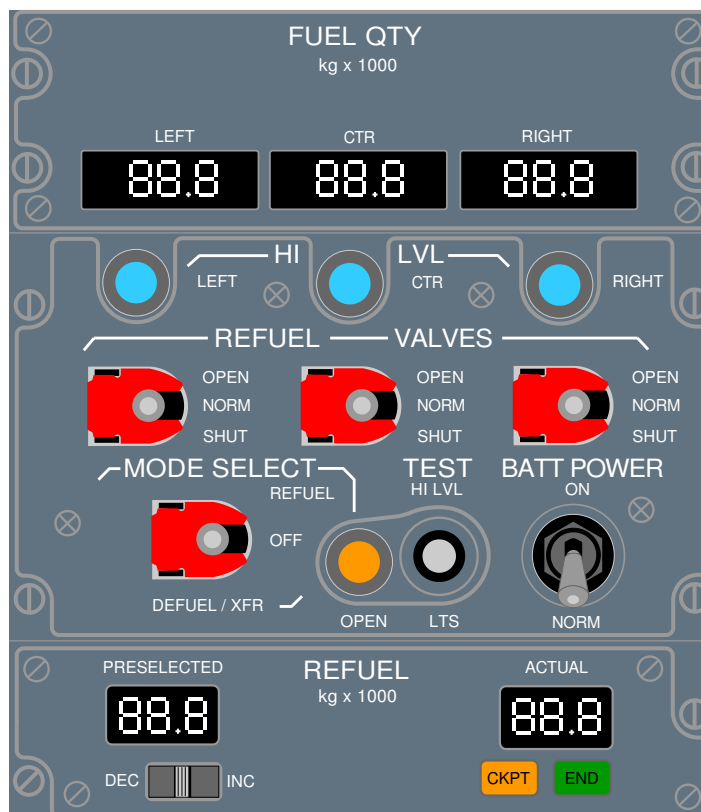 FUEL QTY
kg x 1000
LEFT CTR RIGHT
88.8 88.8 88.8
HI LVL
LEFT CTR RIGHT
REFUEL VALVES
OPEN OPEN OPEN
NORM NORM NORM
SHUT SHUT SHUT
MODE SELECT TEST BATT POWER
REFUEL HI LVL ON
OFF
DEFUEL / XFR
OPEN LTS NORM
PRESELECTED REFUEL ACTUAL
kg x 1000
88.8 88.8
DEC INC CKPT END